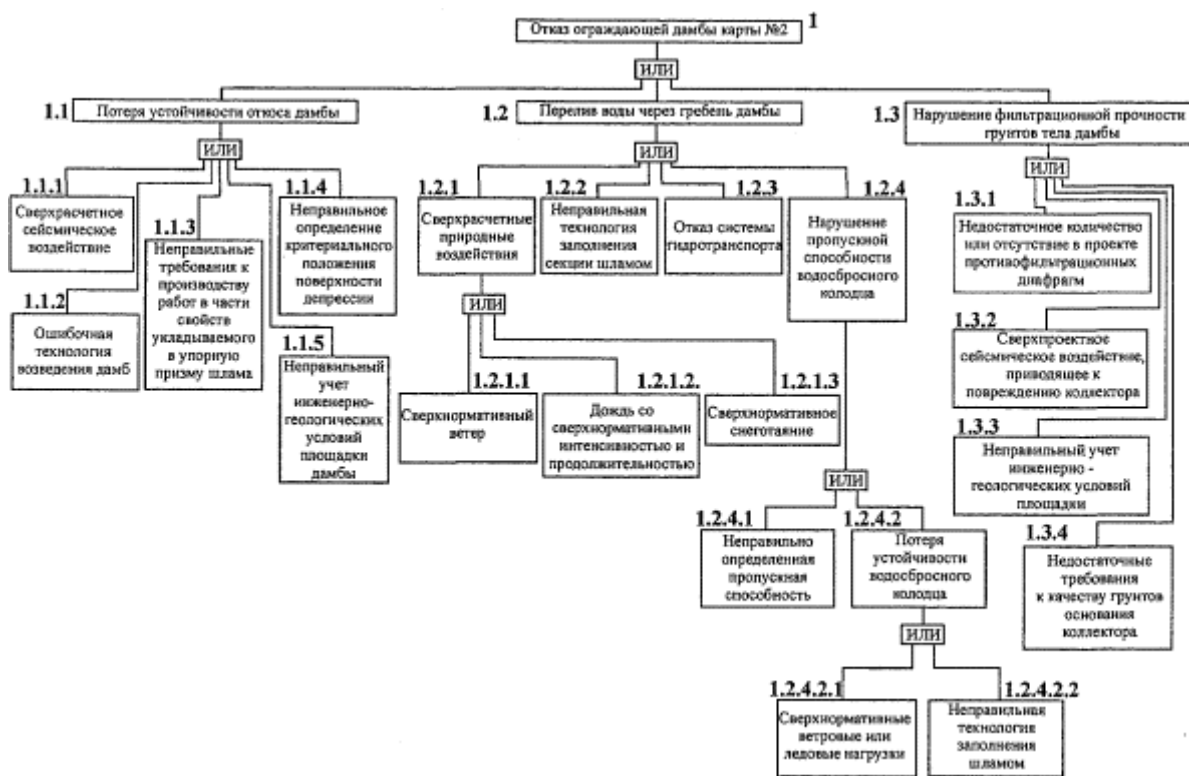 1
Отказ ограждающей дамбы карты №2
ИЛИ
1.1
Потеря устойчивости откоса дамбы
1.2
Перелив воды через гребень дамбы
1.3
Нарушение фильтрационной прочности
грунтов тела дамбы
ИЛИ
ИЛИ
ИЛИ
1.1.1
Сверхрасчетное
сейсмическое
воздействие
1.1.2
Ошибочная
технология
возведения дамб
1.1.3
Неправильные
требования к
производству
работ в части
свойств
укладываемого
в упорную
призму шлама
1.1.4
Неправильное
определение
критериального
положения
поверхности
депрессии
1.1.5
Неправильный
учет
инженерно-
геологических
условий
площадки
дамбы
1.2.1
Сверхрасчетные
природные
воздействия
1.2.2
Неправильная
технология
заполнения
секции шламом
1.2.3
Отказ системы
гидротранспорта
1.2.4
Нарушение
пропускной
способности
водосбросного
колодца
ИЛИ
1.2.1.1
Сверхнормативный
ветер
1.2.1.2.
Дождь со
сверхнормативными
интенсивностью и
продолжительностью
1.2.1.3
Сверхнормативное
снеготаяние
ИЛИ
1.2.4.1
Неправильно
определенная
пропускная
способность
1.2.4.2
Потеря
устойчивости
водосбросного
колодца
ИЛИ
1.2.4.2.1
Сверхнормативные
ветровые или
ледовые нагрузки
1.2.4.2.2
Неправильная
технология
заполнения
шламом
1.3.1
Недостаточное количество
или отсутствие в проекте
противофильтрационных
диафрагм
1.3.2
Сверхпроектное
сейсмическое воздействие,
приводящее к
повреждению коллектора
1.3.3
Неправильный учет
инженерно -
геологических условий
площадки
1.3.4
Недостаточные
требования
к качеству грунтов
основания
коллектора